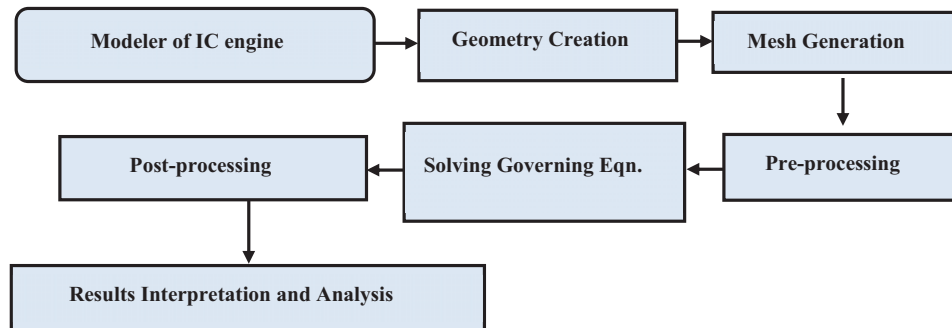 Modeler of IC engine
Geometry Creation
Mesh Generation
Pre-processing
Solving Governing Eqn.
Post-processing
Results Interpretation and Analysis